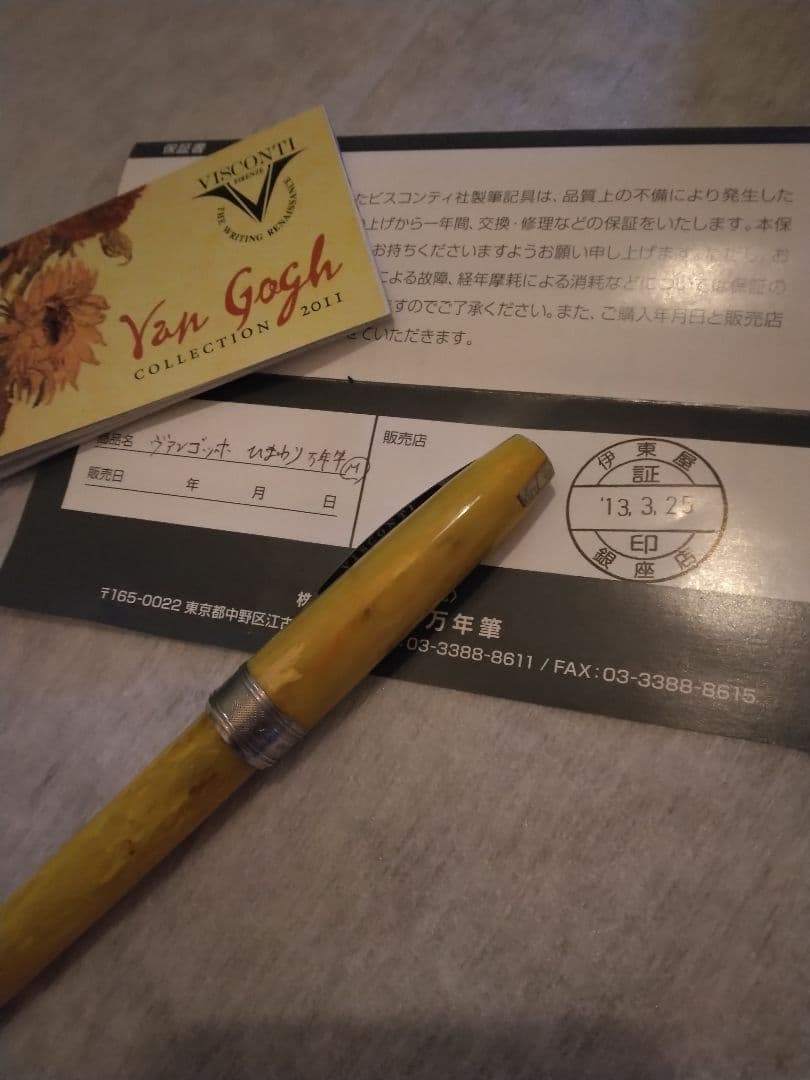 保証書
VISCONTI
FIRENZE
THE WRITING RENAISSANCE
Van Gogh
COLLECTION 2011
たビスコンティ社製筆記具は、品質上の不備により発生した
上げから一年間、交換・修理などの保証をいたします。本保
お持ちくださいますようお願い申し上げます。ただし、お
による故障、経年摩耗による消耗などについては保証の
すのでご了承ください。また、ご購入年月日と販売店
ていただきます。
商品名 ヴァンゴッホ ひまわり 万年筆 M
販売日 年 月 日
販売店
伊東屋
証
'13.3.25
印
銀座店
VISCONTI
〒165-0022 東京都中野区江古
万年筆
:03-3388-8611 / FAX:03-3388-8615